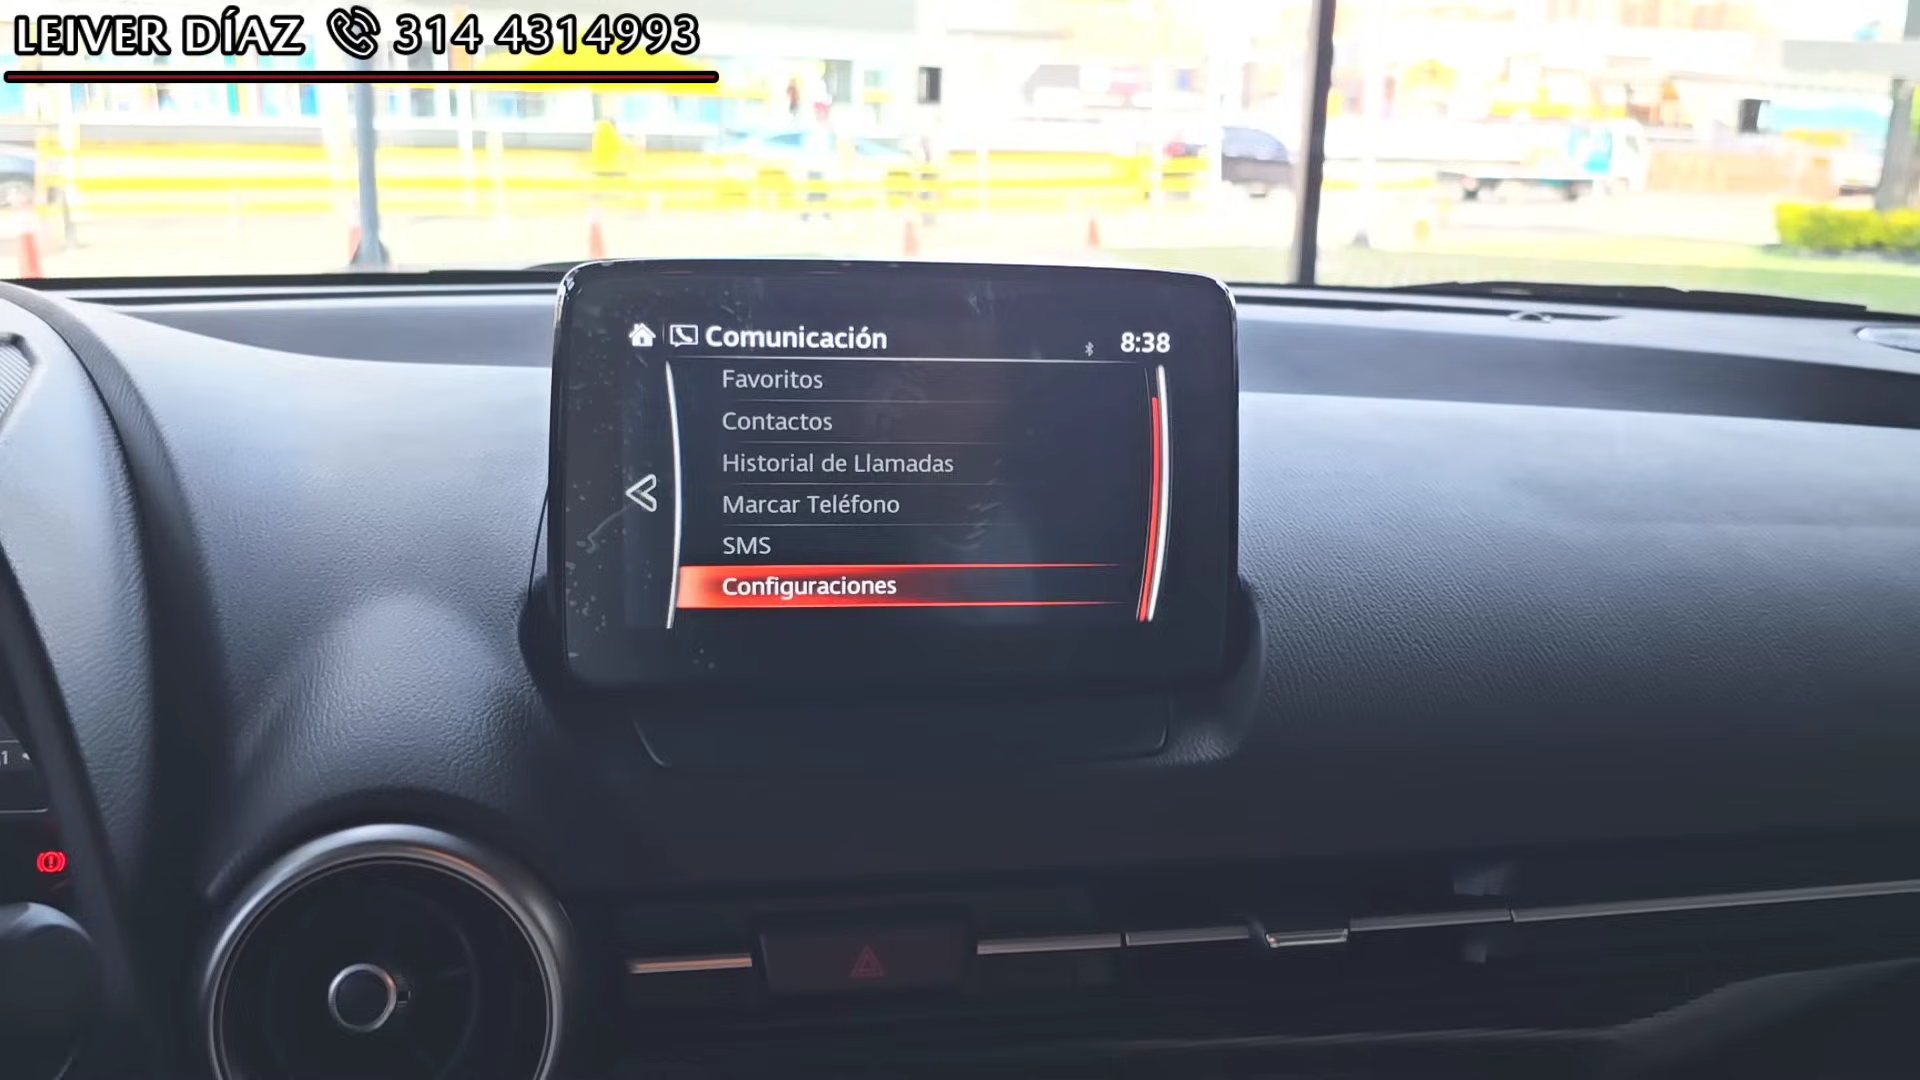 LEIVER DÍAZ 314 4314993
Comunicación 8:38
Favoritos
Contactos
Historial de Llamadas
Marcar Teléfono
SMS
Configuraciones